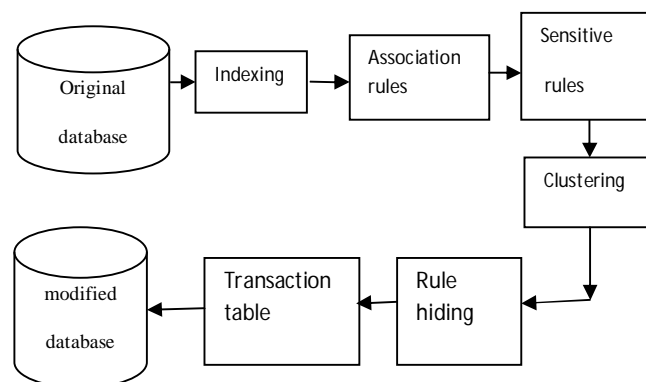 Original
database
Indexing
Association
rules
Sensitive
rules
Clustering
Rule
hiding
Transaction
table
modified
database